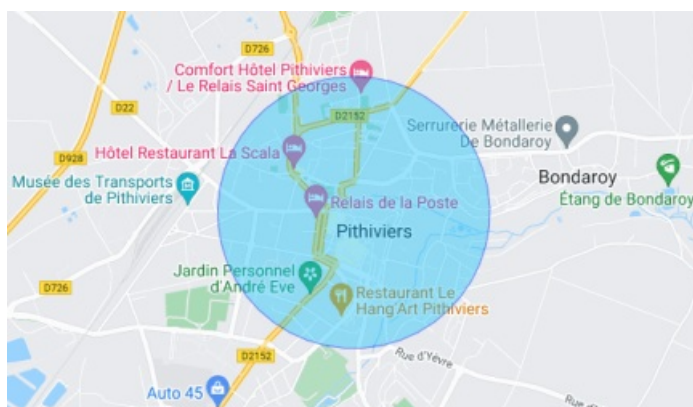 D726
Comfort Hôtel Pithiviers
/ Le Relais Saint Georges
D22
D2152
Serrurerie Métallerie
De Bondaroy
D928
Hôtel Restaurant La Scala
Musée des Transports
de Pithiviers
Bondaroy
Étang de Bondaroy
Relais de la Poste
Pithiviers
Jardin Personnel
d'André Eve
D726
Restaurant Le
Hang'Art Pithiviers
D2152
Rue d'Yèvre
Auto 45
Rue de